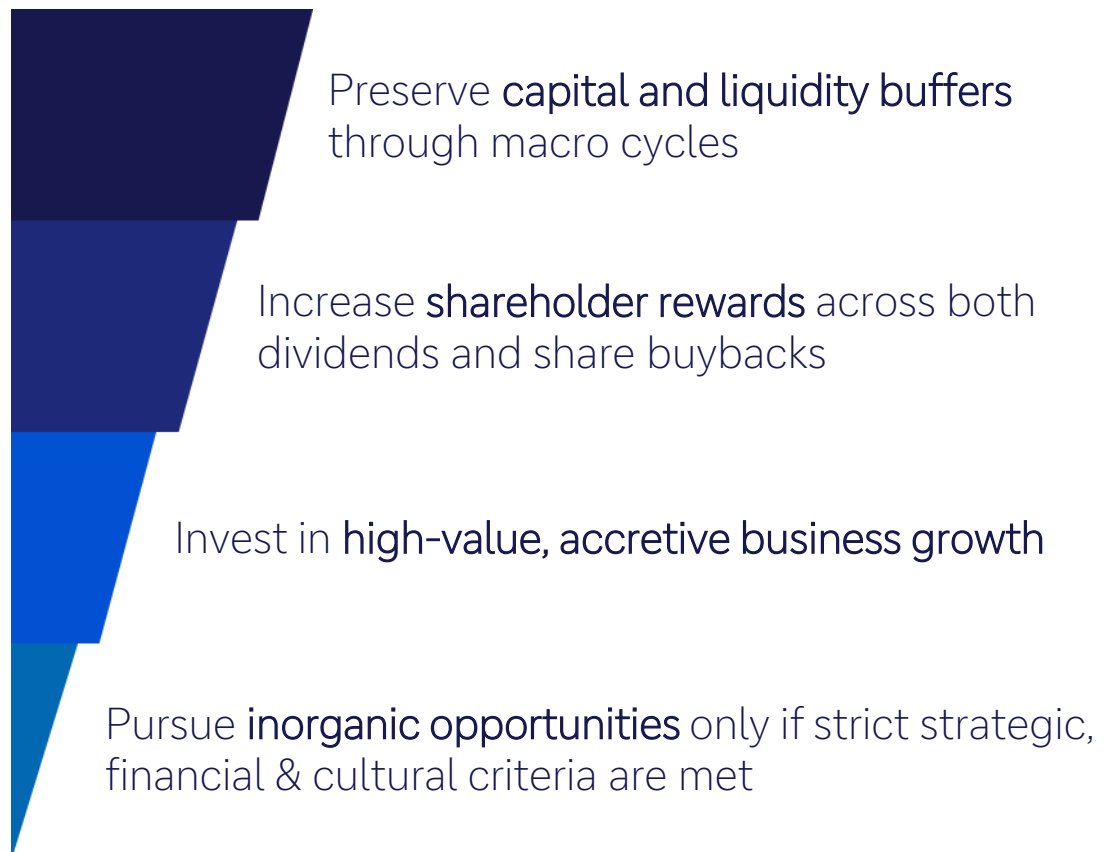 Preserve capital and liquidity buffers
through macro cycles
Increase shareholder rewards across both
dividends and share buybacks
Invest in high-value, accretive business growth
Pursue inorganic opportunities only if strict strategic,
financial & cultural criteria are met